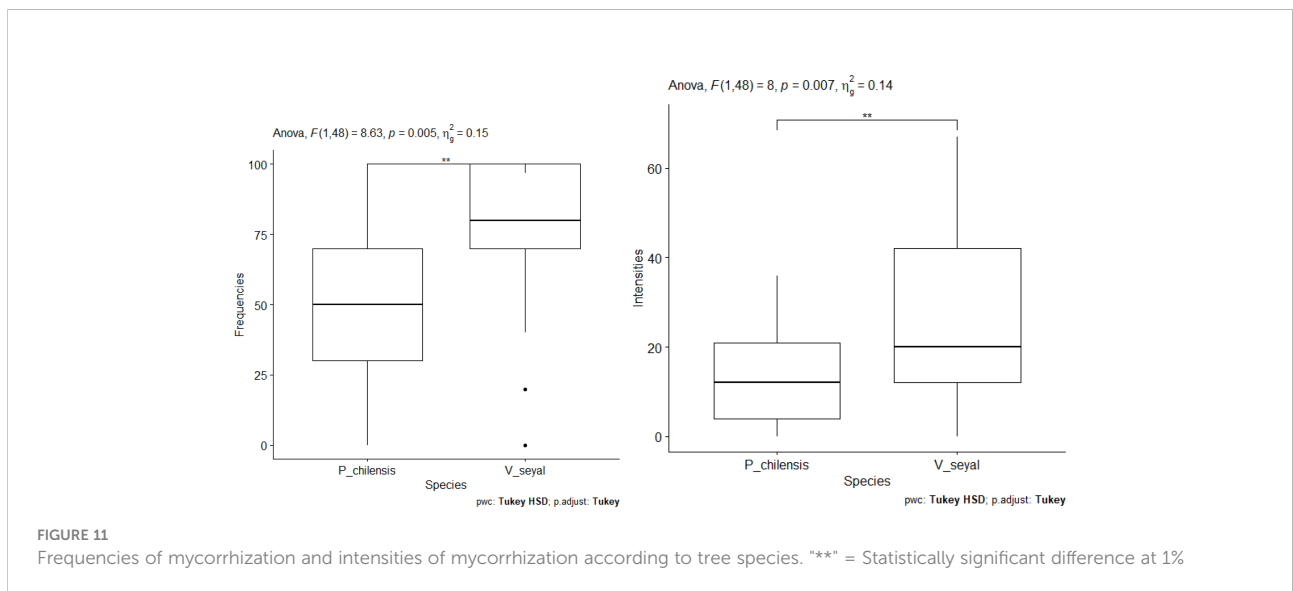 Anova, F(1,48) = 8.63, p = 0.005, η²g = 0.15
**
100
75
50
25
0
Frequencies
P_chilensis
V_seyal
Species
pwc: Tukey HSD; p.adjust: Tukey
Anova, F(1,48) = 8, p = 0.007, η²g = 0.14
**
60
40
20
0
Intensities
P_chilensis
V_seyal
Species
pwc: Tukey HSD; p.adjust: Tukey
FIGURE 11
Frequencies of mycorrhization and intensities of mycorrhization according to tree species. "**" = Statistically significant difference at 1%